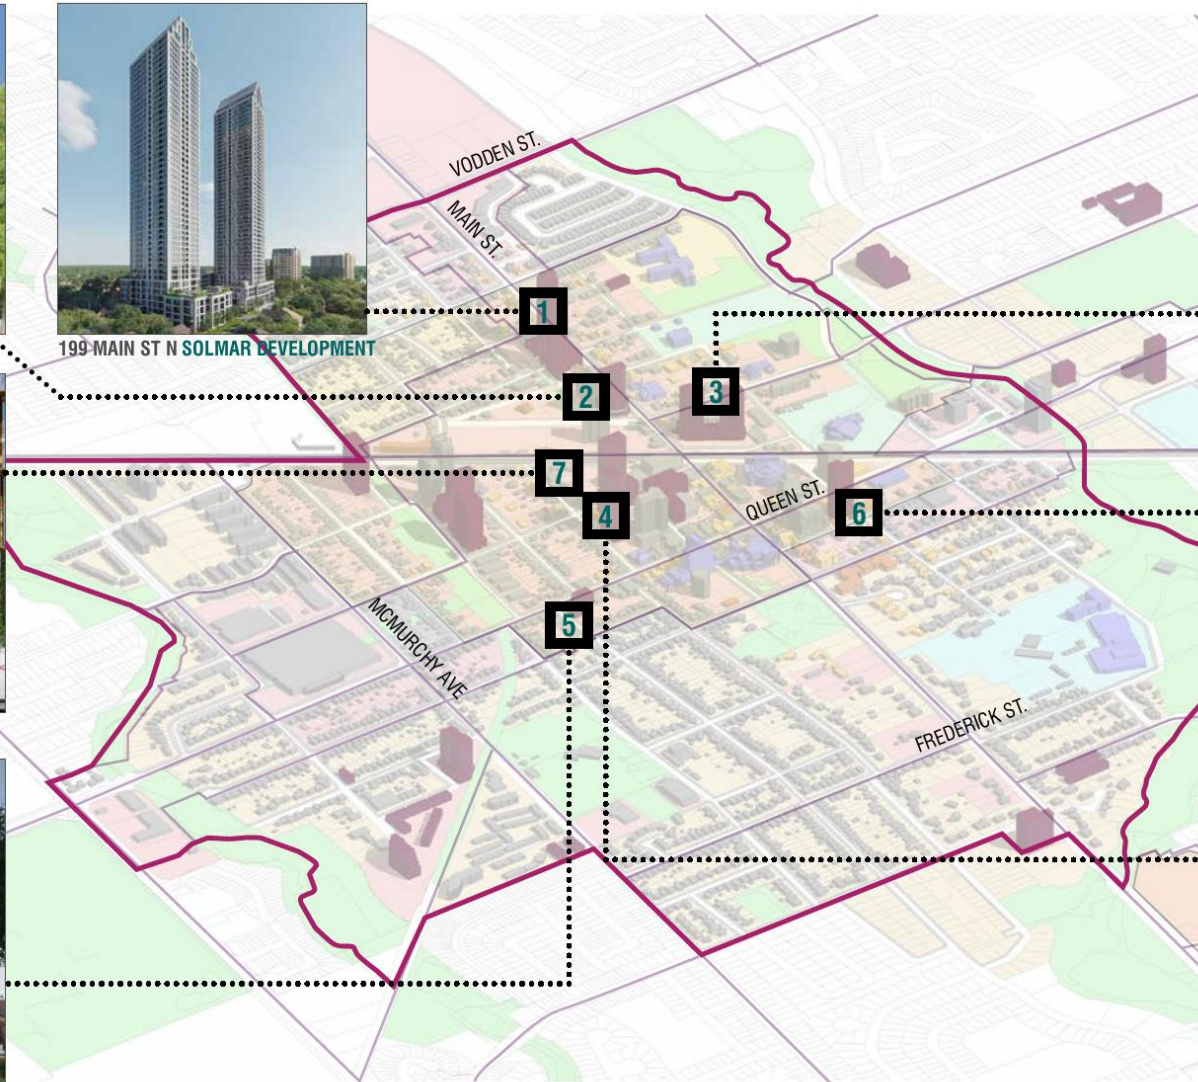 VODDEN ST.
MAIN ST.
1
199 MAIN ST N SOLMAR DEVELOPMENT
2
3
7
QUEEN ST.
4
6
5
MCMURCHY AVE
FREDERICK ST.